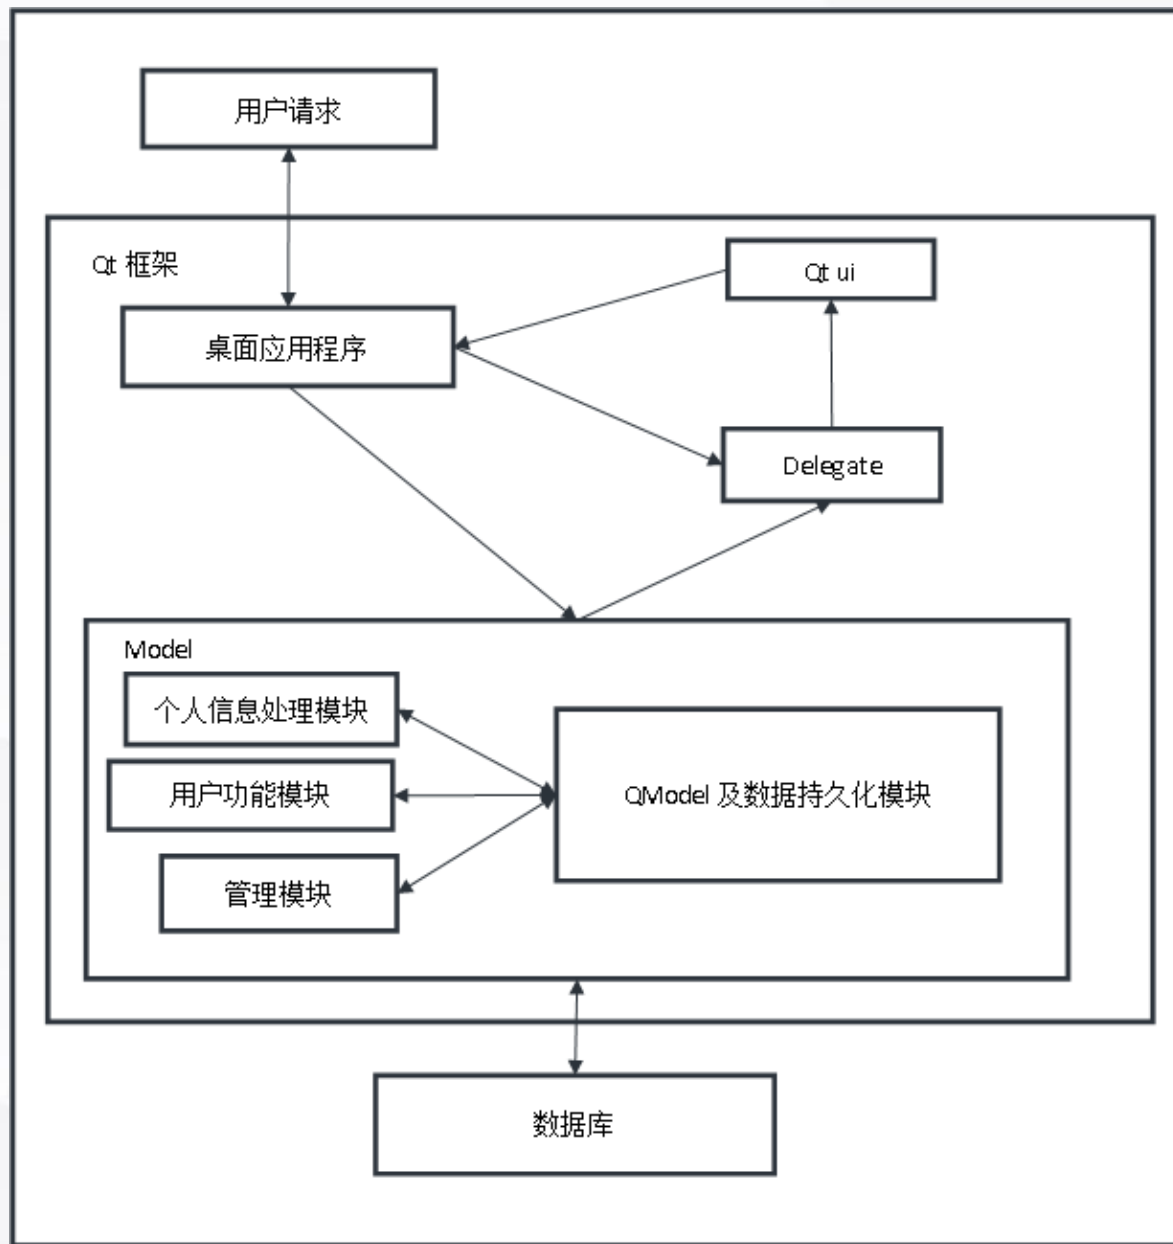 用户请求
Qt 框架
Qt ui
桌面应用程序
Delegate
Model
个人信息处理模块
用户功能模块
QModel 及数据持久化模块
管理模块
数据库